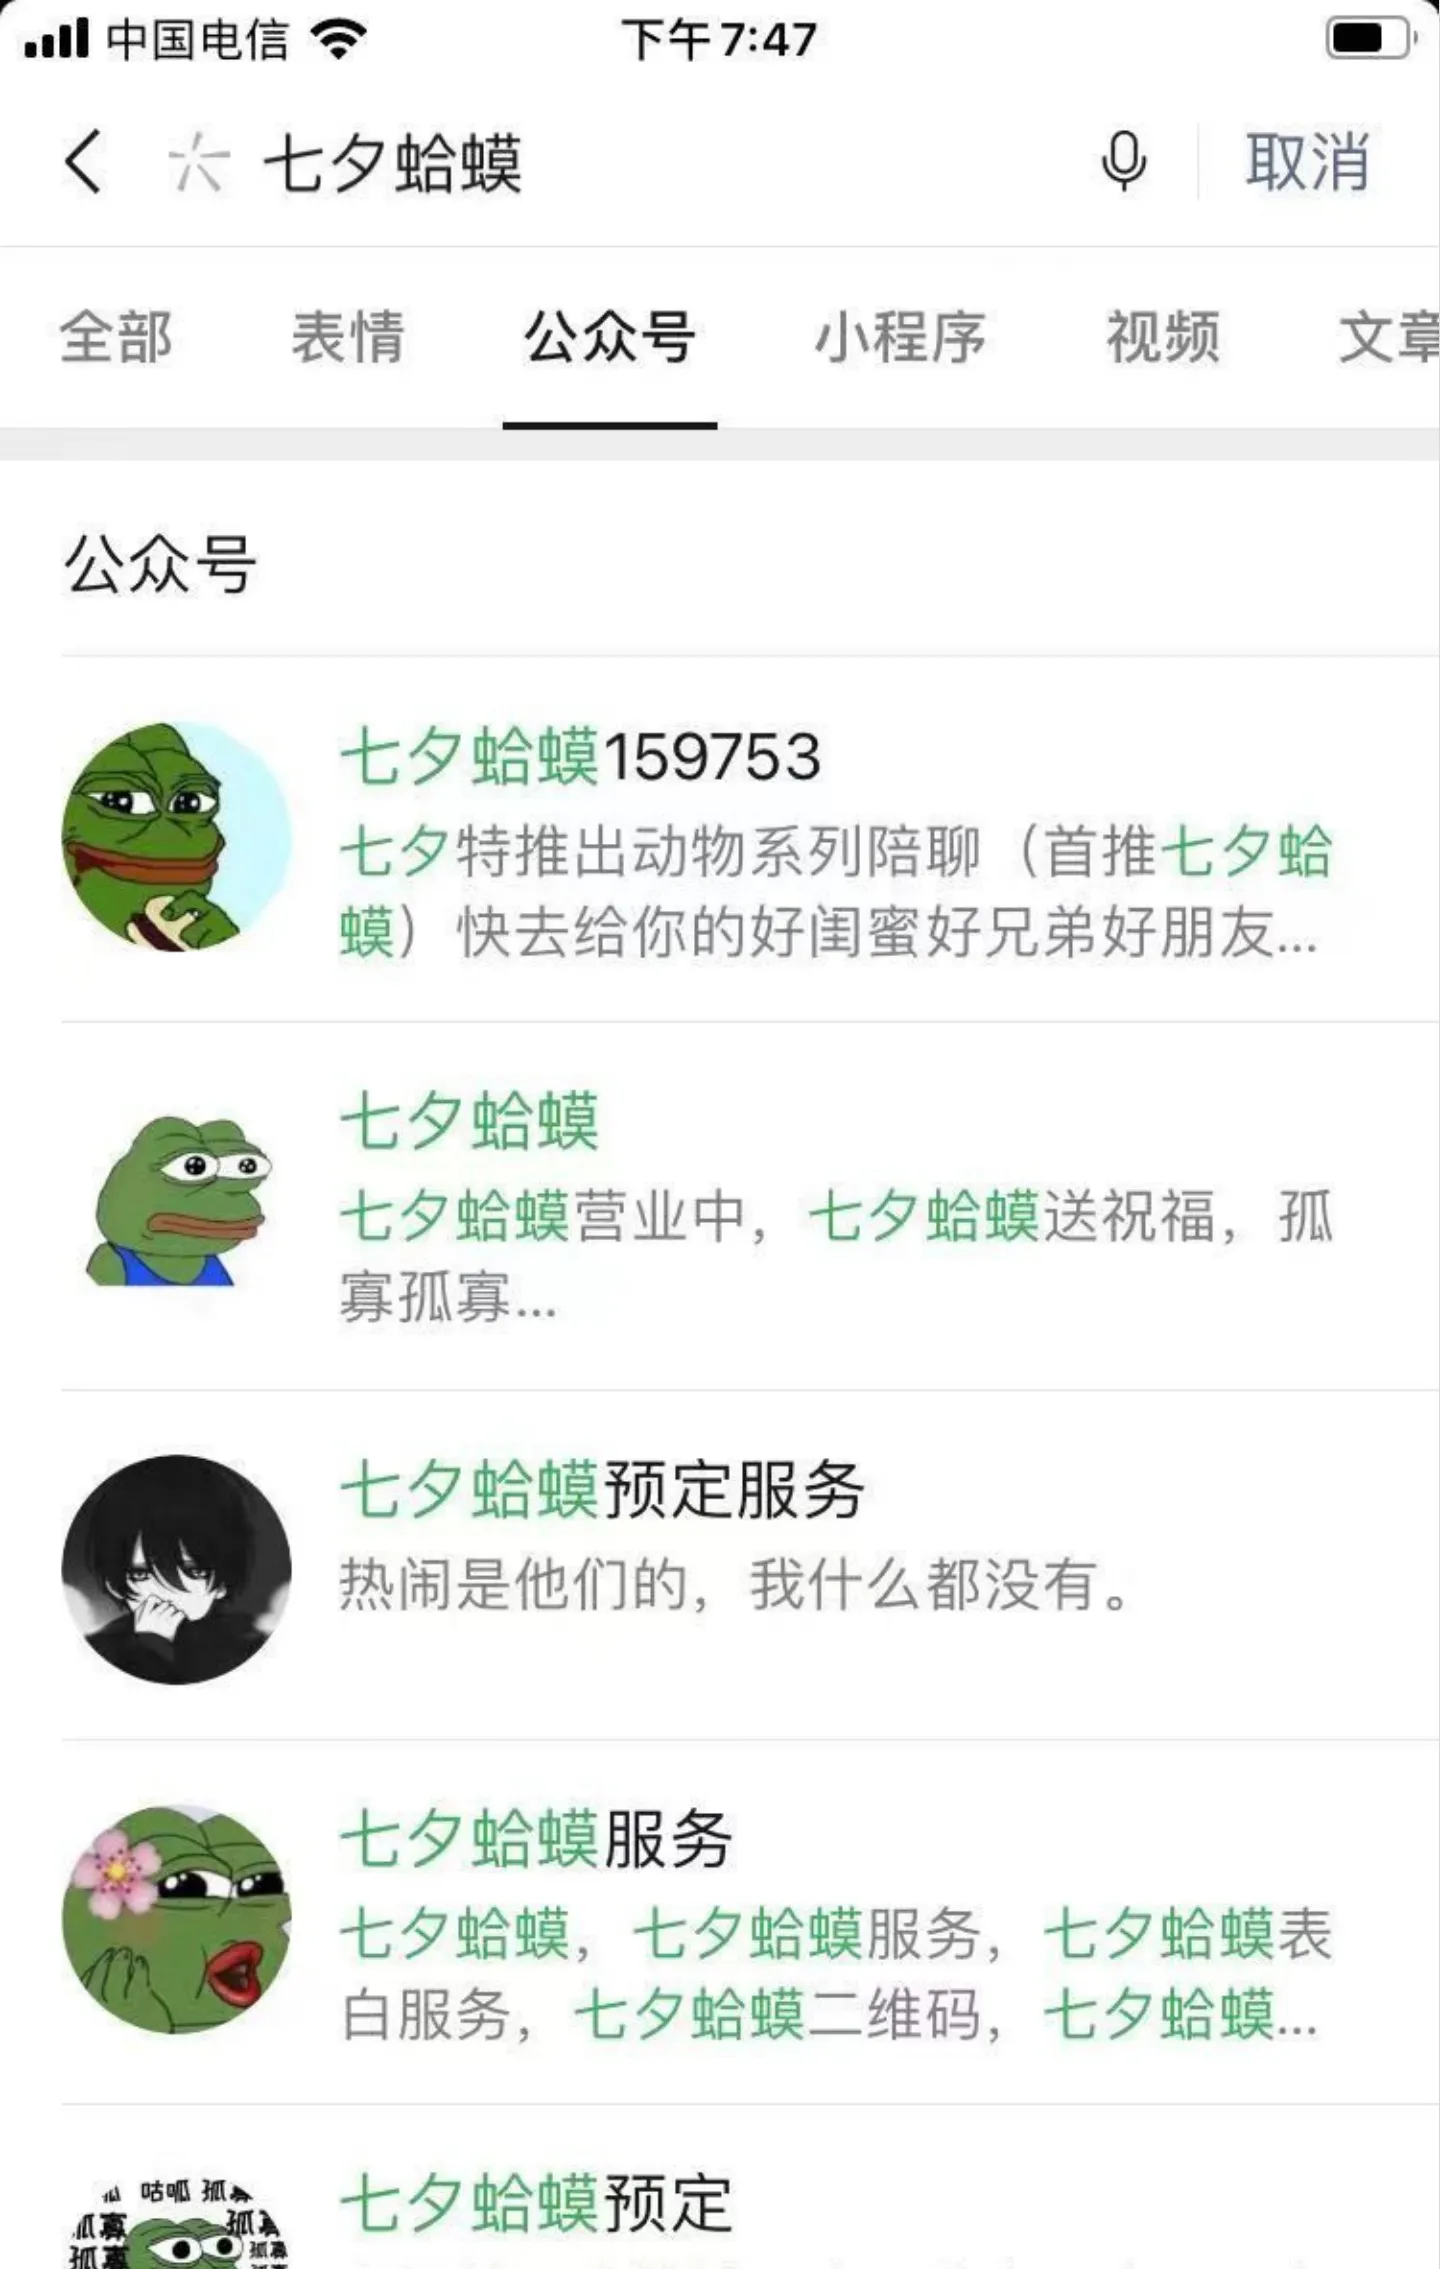 中国电信 下午7:47
七夕蛤蟆 取消
全部 表情 公众号 小程序 视频 文章
公众号
七夕蛤蟆159753
七夕特推出动物系列陪聊（首推七夕蛤
蟆）快去给你的好闺蜜好兄弟好朋友...
七夕蛤蟆
七夕蛤蟆营业中，七夕蛤蟆送祝福，孤
寡孤寡...
七夕蛤蟆预定服务
热闹是他们的，我什么都没有。
七夕蛤蟆服务
七夕蛤蟆，七夕蛤蟆服务，七夕蛤蟆表
白服务，七夕蛤蟆二维码，七夕蛤蟆...
七夕蛤蟆预定
咕呱 孤寡
孤寡 孤寡
孤寡 孤寡